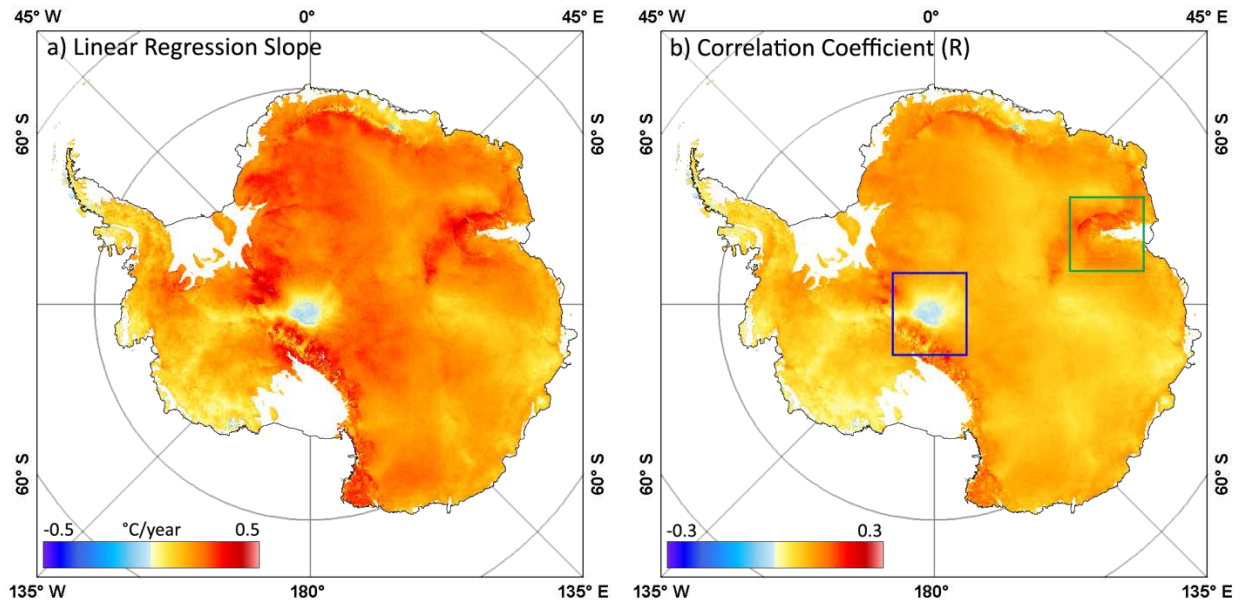 45° W 0° 45° E 45° W 0° 45° E
a) Linear Regression Slope b) Correlation Coefficient (R)
60° S 60° S 60° S 60° S
60° S 60° S 60° S 60° S
-0.5 °C/year 0.5 -0.3 0.3
135° W 180° 135° E 135° W 180° 135° E